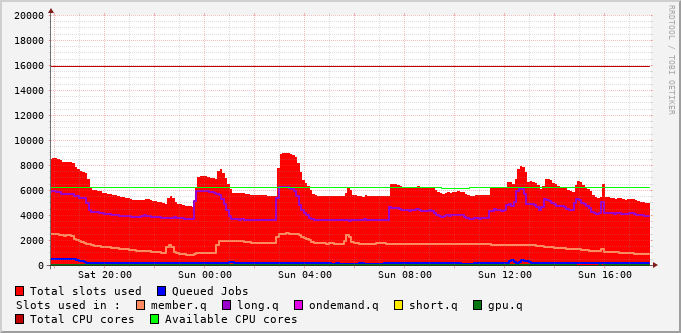 RRDTOOL / TOBI OETIKER
20000
18000
16000
14000
12000
10000
8000
6000
4000
2000
0
Sat 20:00 Sun 00:00 Sun 04:00 Sun 08:00 Sun 12:00 Sun 16:00
Total slots used Queued Jobs
Slots used in : member.q long.q ondemand.q short.q gpu.q
Total CPU cores Available CPU cores